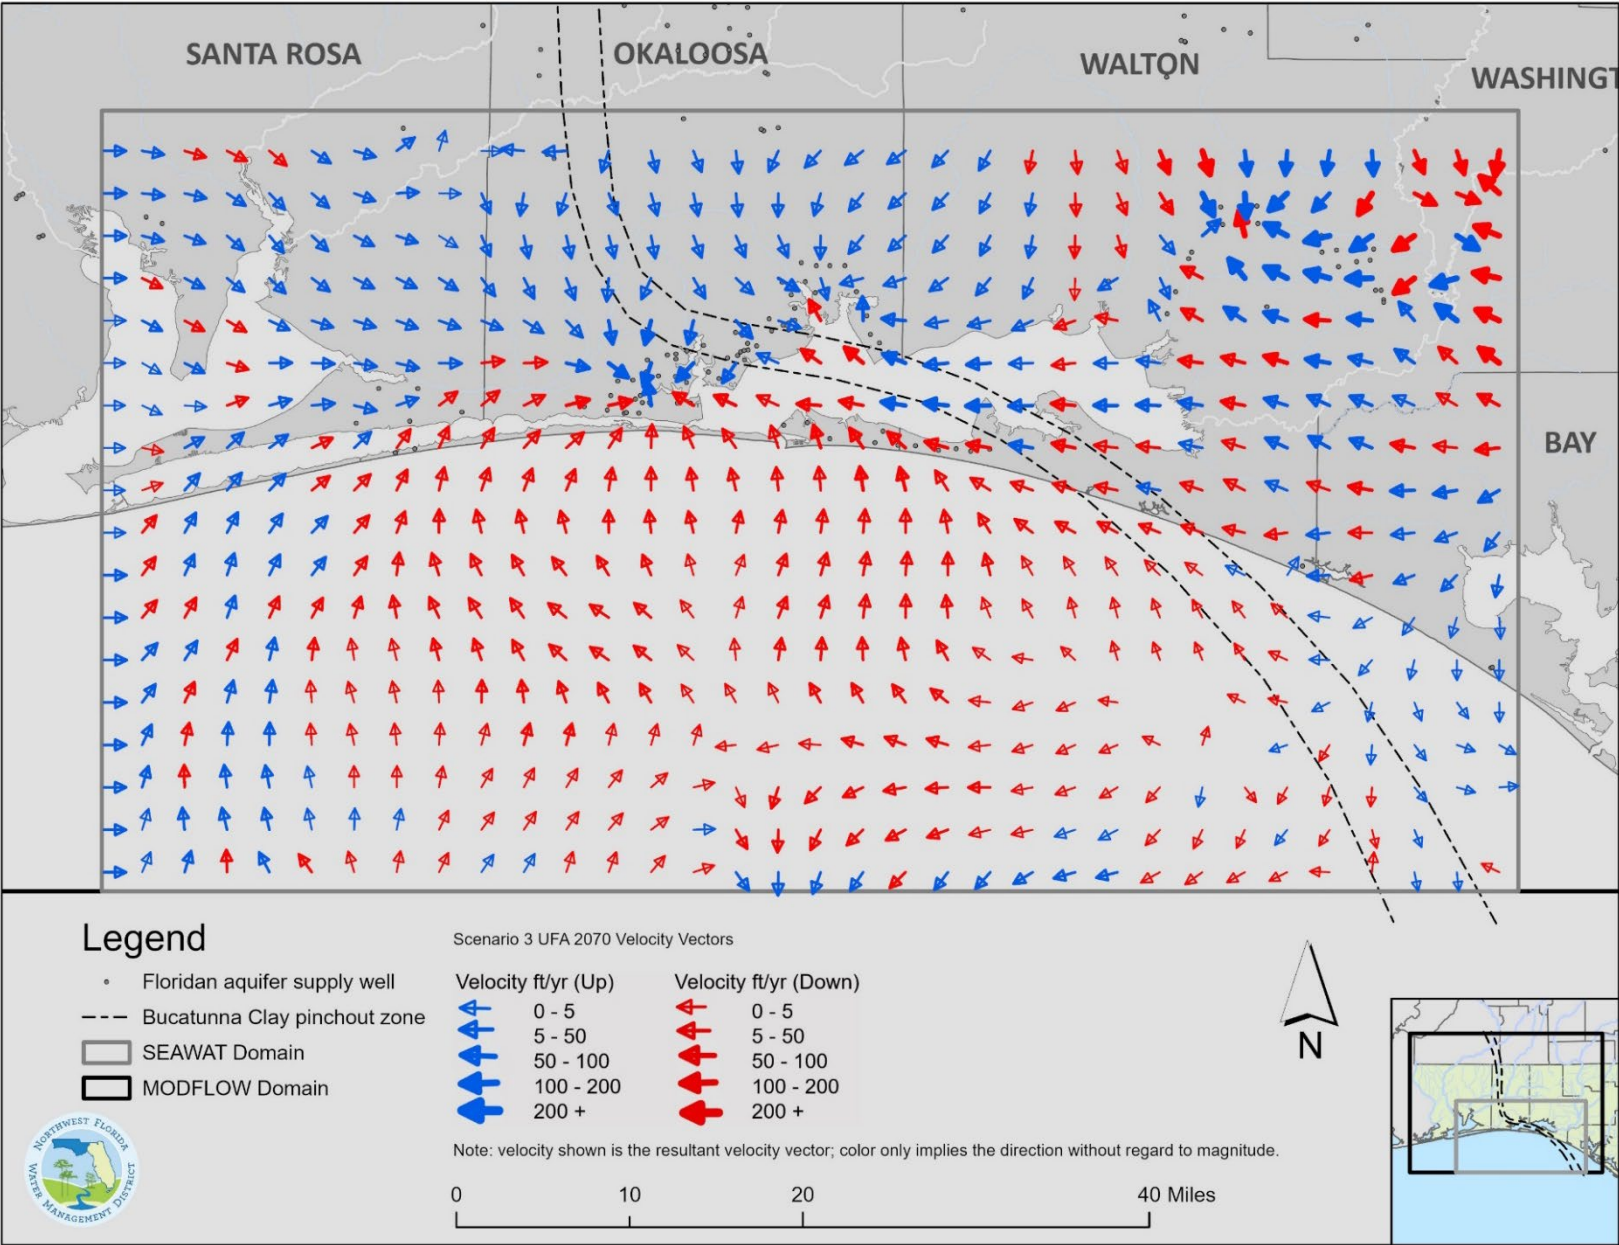 SANTA ROSA
OKALOOSA
WALTON
WASHINGT
BAY
Legend
Floridan aquifer supply well
Bucatunna Clay pinchout zone
SEAWAT Domain
MODFLOW Domain
Scenario 3 UFA 2070 Velocity Vectors
Velocity ft/yr (Up)
0 - 5
5 - 50
50 - 100
100 - 200
200 +
Velocity ft/yr (Down)
0 - 5
5 - 50
50 - 100
100 - 200
200 +
Note: velocity shown is the resultant velocity vector; color only implies the direction without regard to magnitude.
0 10 20 40 Miles
N
NORTHWEST FLORIDA
WATER MANAGEMENT DISTRICT